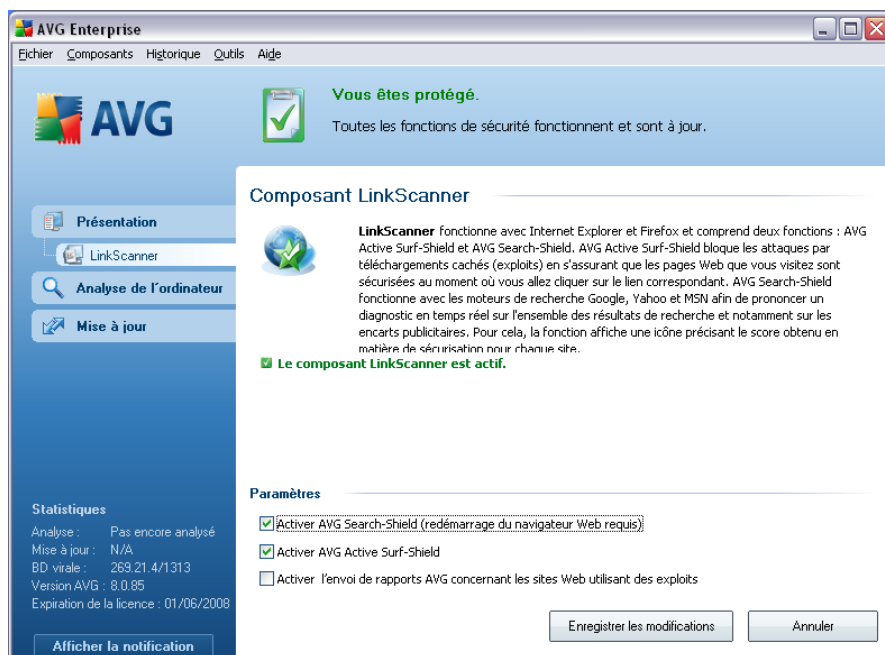 AVG Enterprise
Fichier Composants Historique Outils Aide
AVG
Vous êtes protégé.
Toutes les fonctions de sécurité fonctionnent et sont à jour.
Présentation
LinkScanner
Analyse de l'ordinateur
Mise à jour
Composant LinkScanner
LinkScanner fonctionne avec Internet Explorer et Firefox et comprend deux fonctions : AVG
Active Surf-Shield et AVG Search-Shield. AVG Active Surf-Shield bloque les attaques par
téléchargements cachés (exploits) en s'assurant que les pages Web que vous visitez sont
sécurisées au moment où vous allez cliquer sur le lien correspondant. AVG Search-Shield
fonctionne avec les moteurs de recherche Google, Yahoo et MSN afin de prononcer un
diagnostic en temps réel sur l'ensemble des résultats de recherche et notamment sur les
encarts publicitaires. Pour cela, la fonction affiche une icône précisant le score obtenu en
matière de sécurisation pour chaque site.
Le composant LinkScanner est actif.
Paramètres
Activer AVG Search-Shield (redémarrage du navigateur Web requis)
Activer AVG Active Surf-Shield
Activer l'envoi de rapports AVG concernant les sites Web utilisant des exploits
Statistiques
Analyse : Pas encore analysé
Mise à jour : N/A
BD virale : 269.21.4/1313
Version AVG : 8.0.85
Expiration de la licence : 01/06/2008
Afficher la notification
Enregistrer les modifications
Annuler